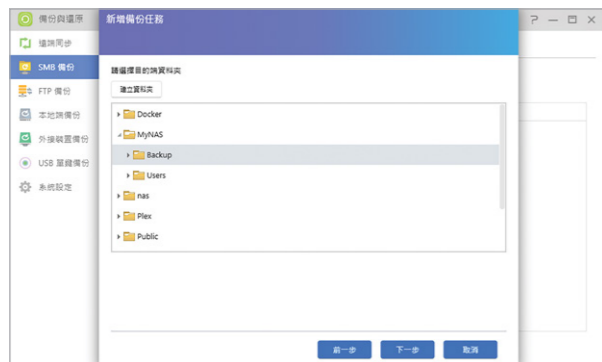 備份與還原
遠端同步
SMB 備份
FTP 備份
本地端備份
外接裝置備份
USB 單鍵備份
系統設定
新增備份任務
請選擇目的端資料夾
建立資料夾
Docker
MyNAS
Backup
Users
nas
Plex
Public
前一步
下一步
取消